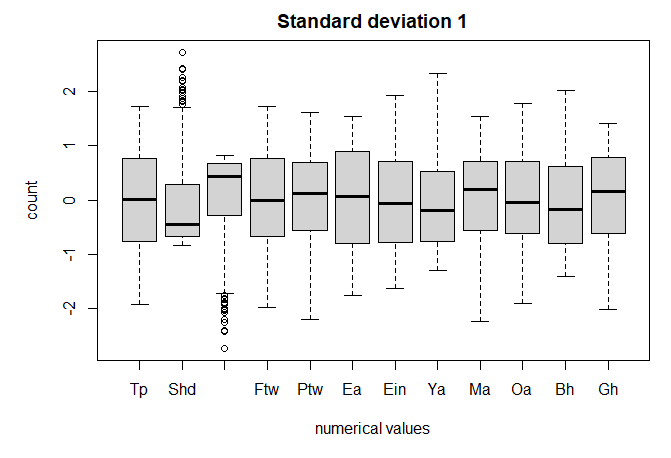 Standard deviation 1
count
2
1
0
-1
-2
Tp Shd Ftw Ptw Ea Ein Ya Ma Oa Bh Gh
numerical values